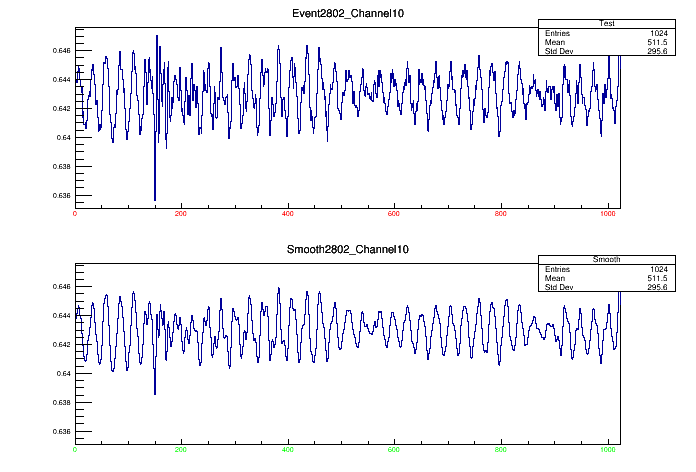 Event2802_Channel10
Test
Entries 1024
Mean 511.5
Std Dev 295.6
0.646
0.644
0.642
0.64
0.638
0.636
0 200 400 600 800 1000
Smooth2802_Channel10
Smooth
Entries 1024
Mean 511.5
Std Dev 295.6
0.646
0.644
0.642
0.64
0.638
0.636
0 200 400 600 800 1000